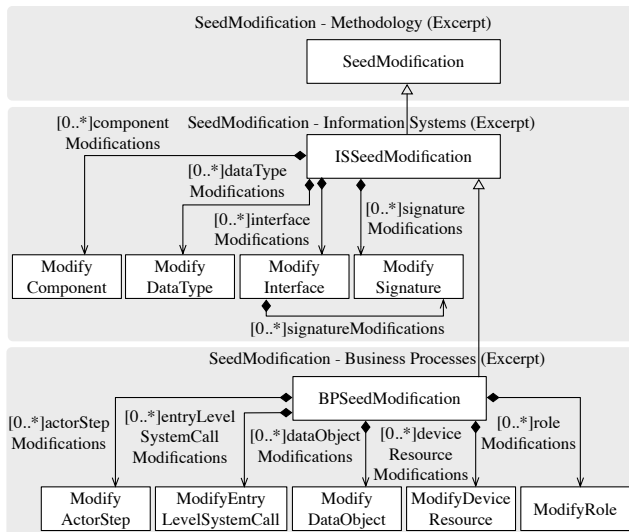 SeedModification - Methodology (Excerpt)
SeedModification
SeedModification - Information Systems (Excerpt)
[0..*]component
Modifications
ISSeedModification
[0..*]dataType
Modifications
[0..*]interface
Modifications
[0..*]signature
Modifications
Modify
Component
Modify
DataType
Modify
Interface
Modify
Signature
[0..*]signatureModifications
SeedModification - Business Processes (Excerpt)
BPSeedModification
[0..*]actorStep
Modifications
[0..*]entryLevel
SystemCall
Modifications
[0..*]dataObject
Modifications
[0..*]device
Resource
Modifications
[0..*]role
Modifications
Modify
ActorStep
ModifyEntry
LevelSystemCall
Modify
DataObject
ModifyDevice
Resource
ModifyRole